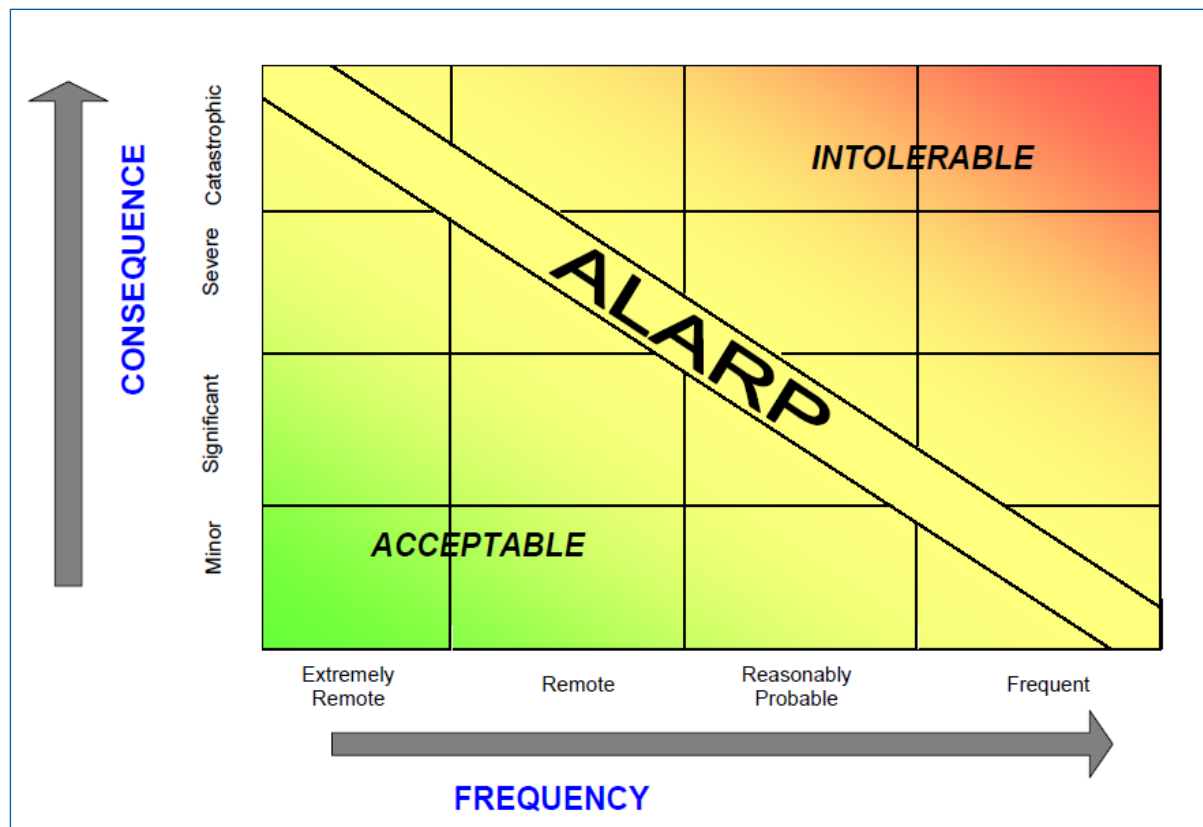 CONSEQUENCE
Catastrophic
Severe
Significant
Minor
INTOLERABLE
ALARP
ACCEPTABLE
Extremely
Remote
Remote
Reasonably
Probable
Frequent
FREQUENCY